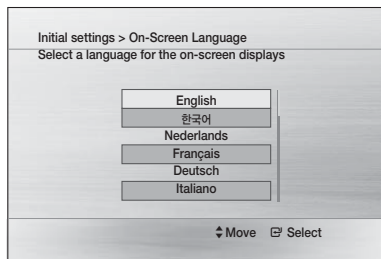 Initial settings > On-Screen Language
Select a language for the on-screen displays
English
한국어
Nederlands
Français
Deutsch
Italiano
Move Select